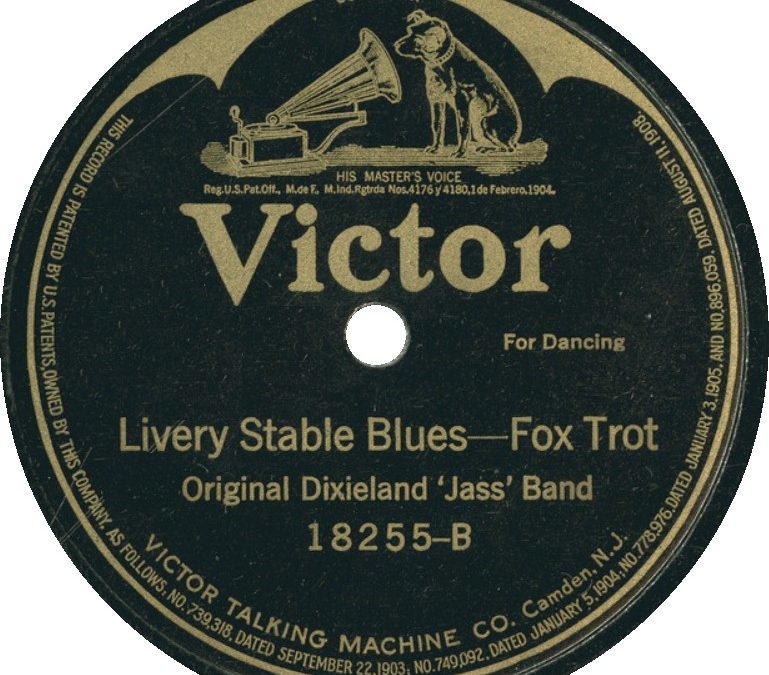 HIS MASTER'S VOICE
Reg.U.S.Pat.Off., M.de F., M.Ind.Rgtrda Nos.4176 y 4180,1 de Febrero,1904.
Victor
For Dancing
Livery Stable Blues—Fox Trot
Original Dixieland ‘Jass’ Band
18255-B
VICTOR TALKING MACHINE CO. Camden, N.J.
THIS RECORD IS PATENTED BY U.S. PATENTS, OWNED BY THIS COMPANY, AS FOLLOWS, NO. 739,318, DATED SEPTEMBER 22,1903; NO.749,092, DATED JANUARY 5,1904; NO.778,976, DATED JANUARY 3,1905, AND NO.896,059, DATED AUGUST 11, 1908.